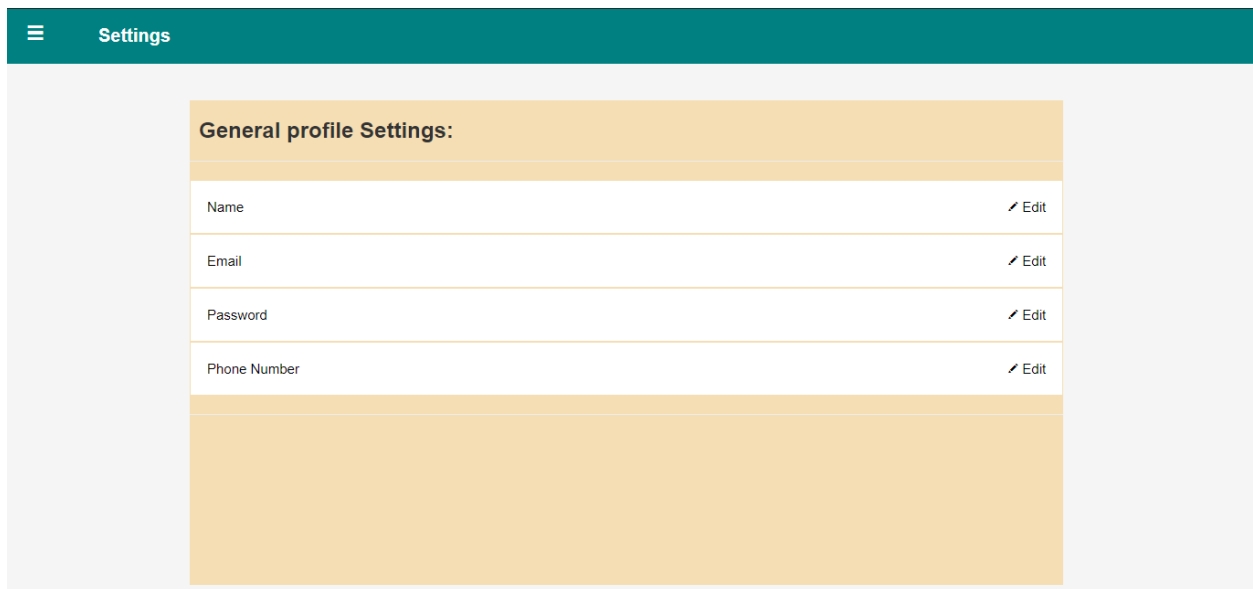 Settings
General profile Settings:
Name Edit
Email Edit
Password Edit
Phone Number Edit